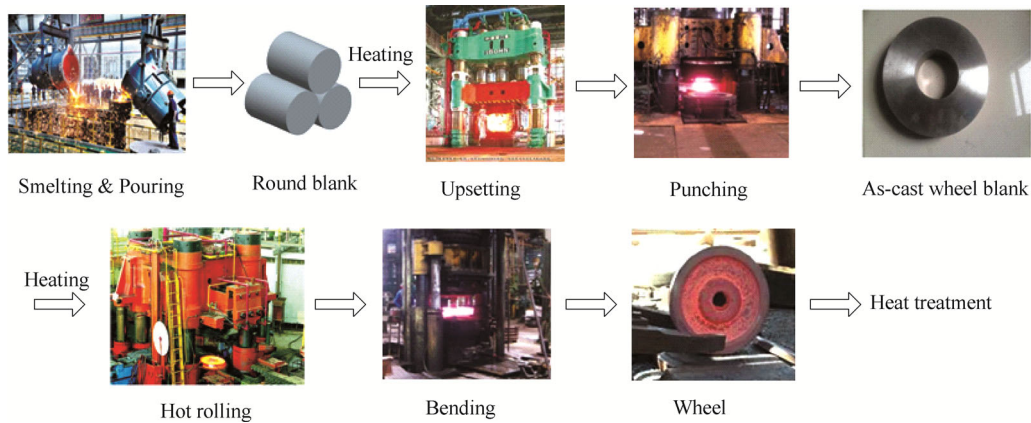 Heating
Smelting & Pouring
Round blank
Upsetting
Punching
As-cast wheel blank
Heating
Heat treatment
Hot rolling
Bending
Wheel